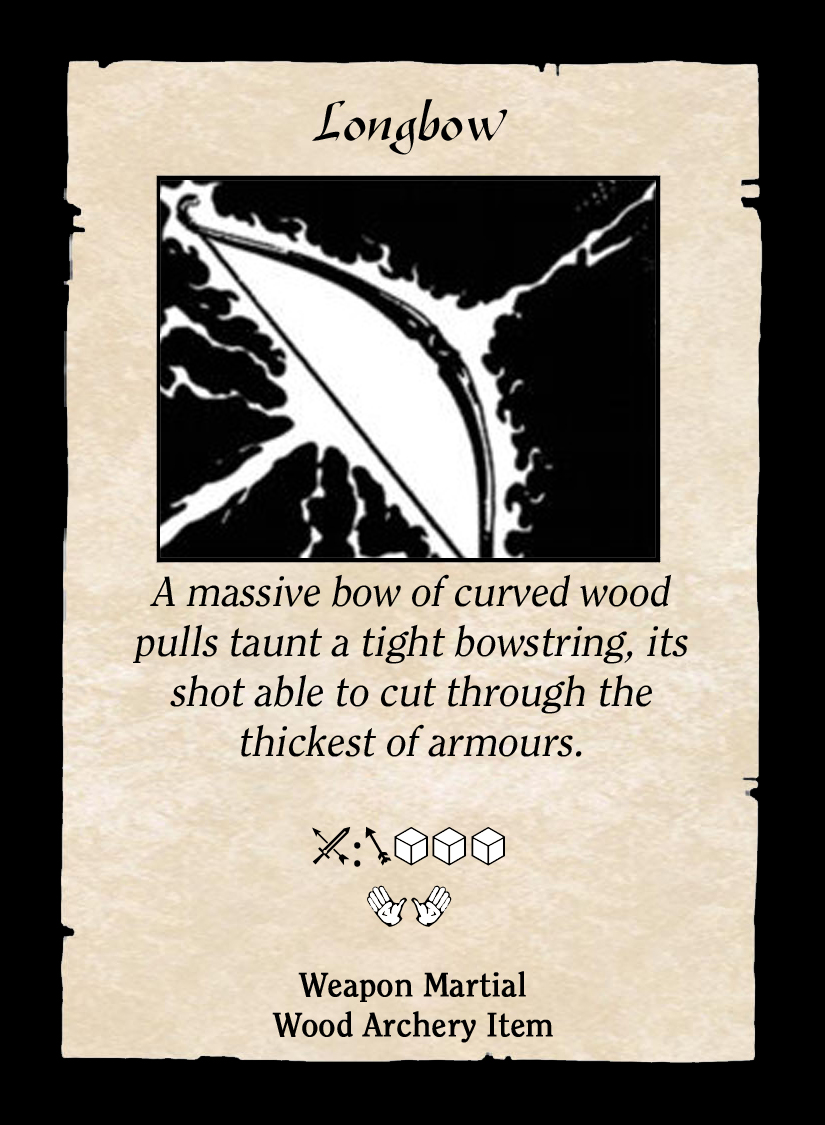 Longbow
A massive bow of curved wood
pulls taunt a tight bowstring, its
shot able to cut through the
thickest of armours.
:
Weapon Martial
Wood Archery Item